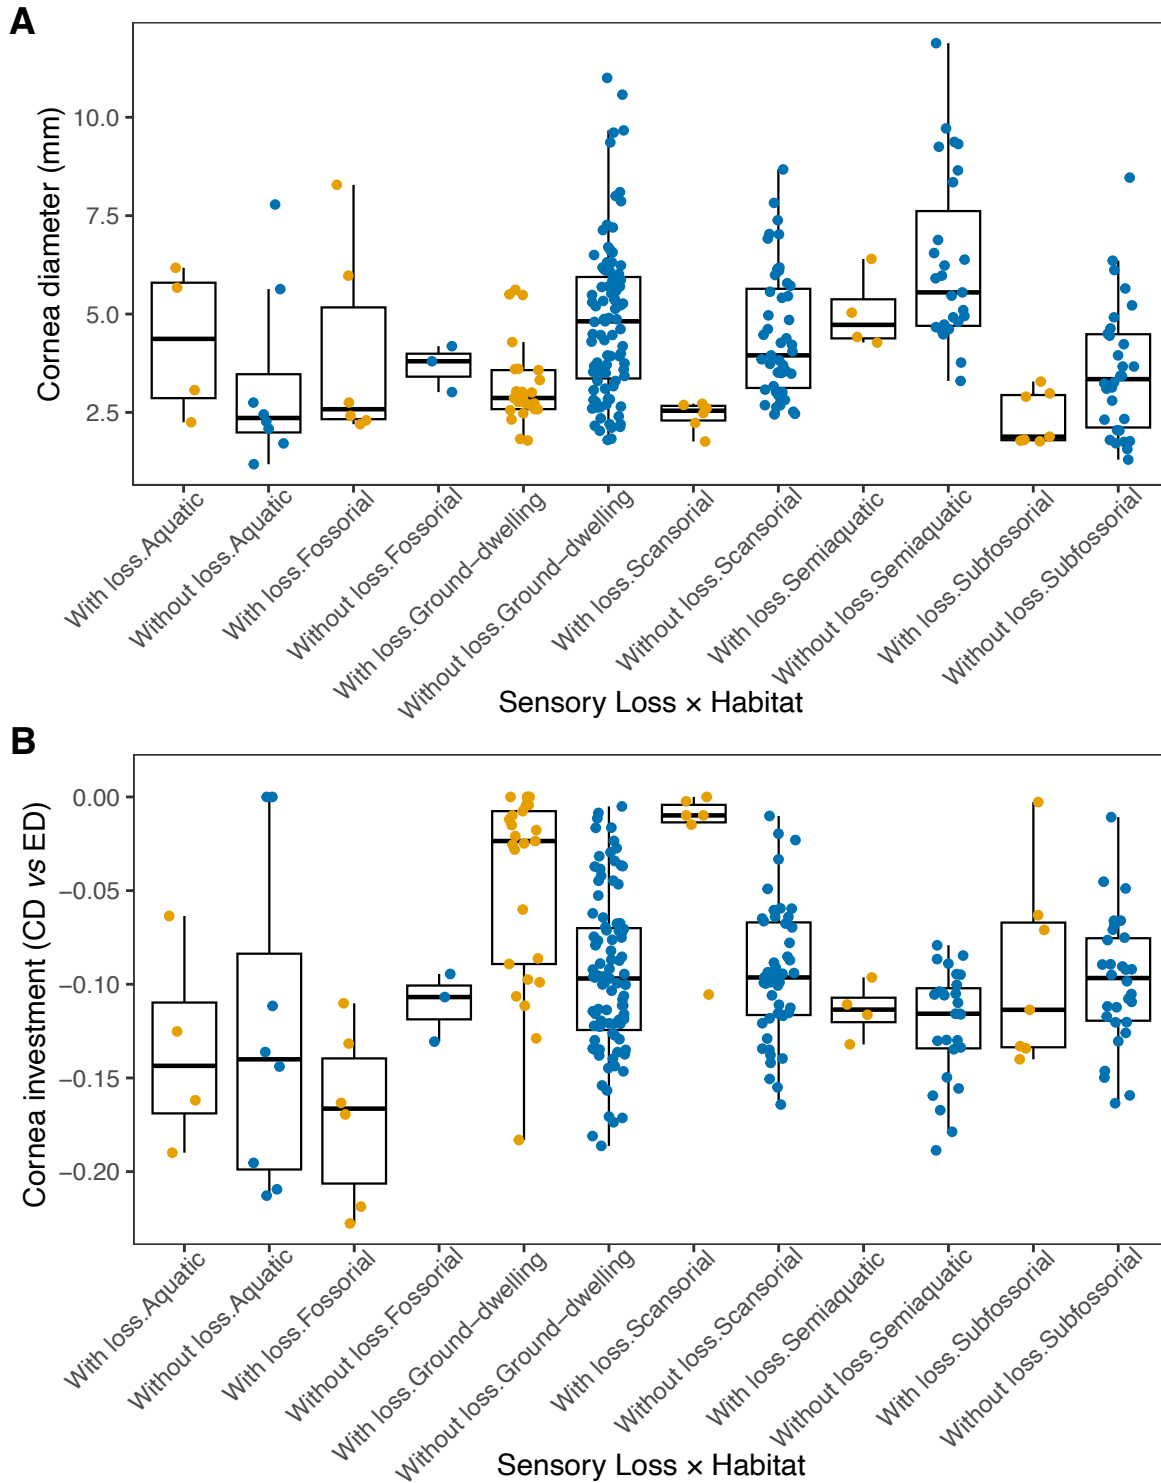 A
Cornea diameter (mm)
10.0
7.5
5.0
2.5
With loss.Aquatic
Without loss.Aquatic
With loss.Fossorial
Without loss.Fossorial
With loss.Ground−dwelling
Without loss.Ground−dwelling
With loss.Scansorial
Without loss.Scansorial
With loss.Semiaquatic
Without loss.Semiaquatic
With loss.Subfossorial
Without loss.Subfossorial
Sensory Loss × Habitat
B
Cornea investment (CD vs ED)
0.00
−0.05
−0.10
−0.15
−0.20
With loss.Aquatic
Without loss.Aquatic
With loss.Fossorial
Without loss.Fossorial
With loss.Ground−dwelling
Without loss.Ground−dwelling
With loss.Scansorial
Without loss.Scansorial
With loss.Semiaquatic
Without loss.Semiaquatic
With loss.Subfossorial
Without loss.Subfossorial
Sensory Loss × Habitat